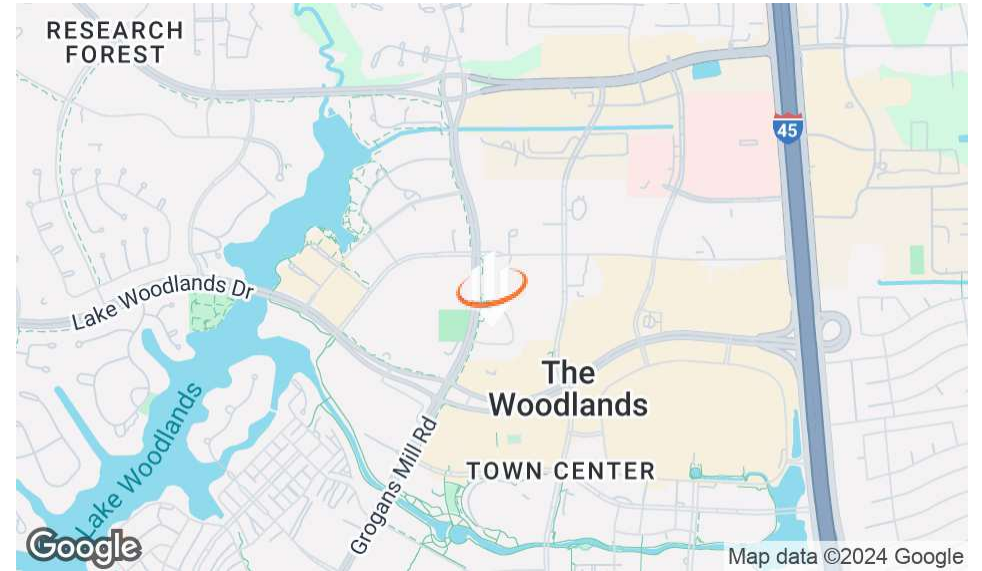 RESEARCH
FOREST
45
Lake Woodlands Dr
The
Woodlands
Lake Woodlands
Grogans Mill Rd
TOWN CENTER
Google
Map data ©2024 Google